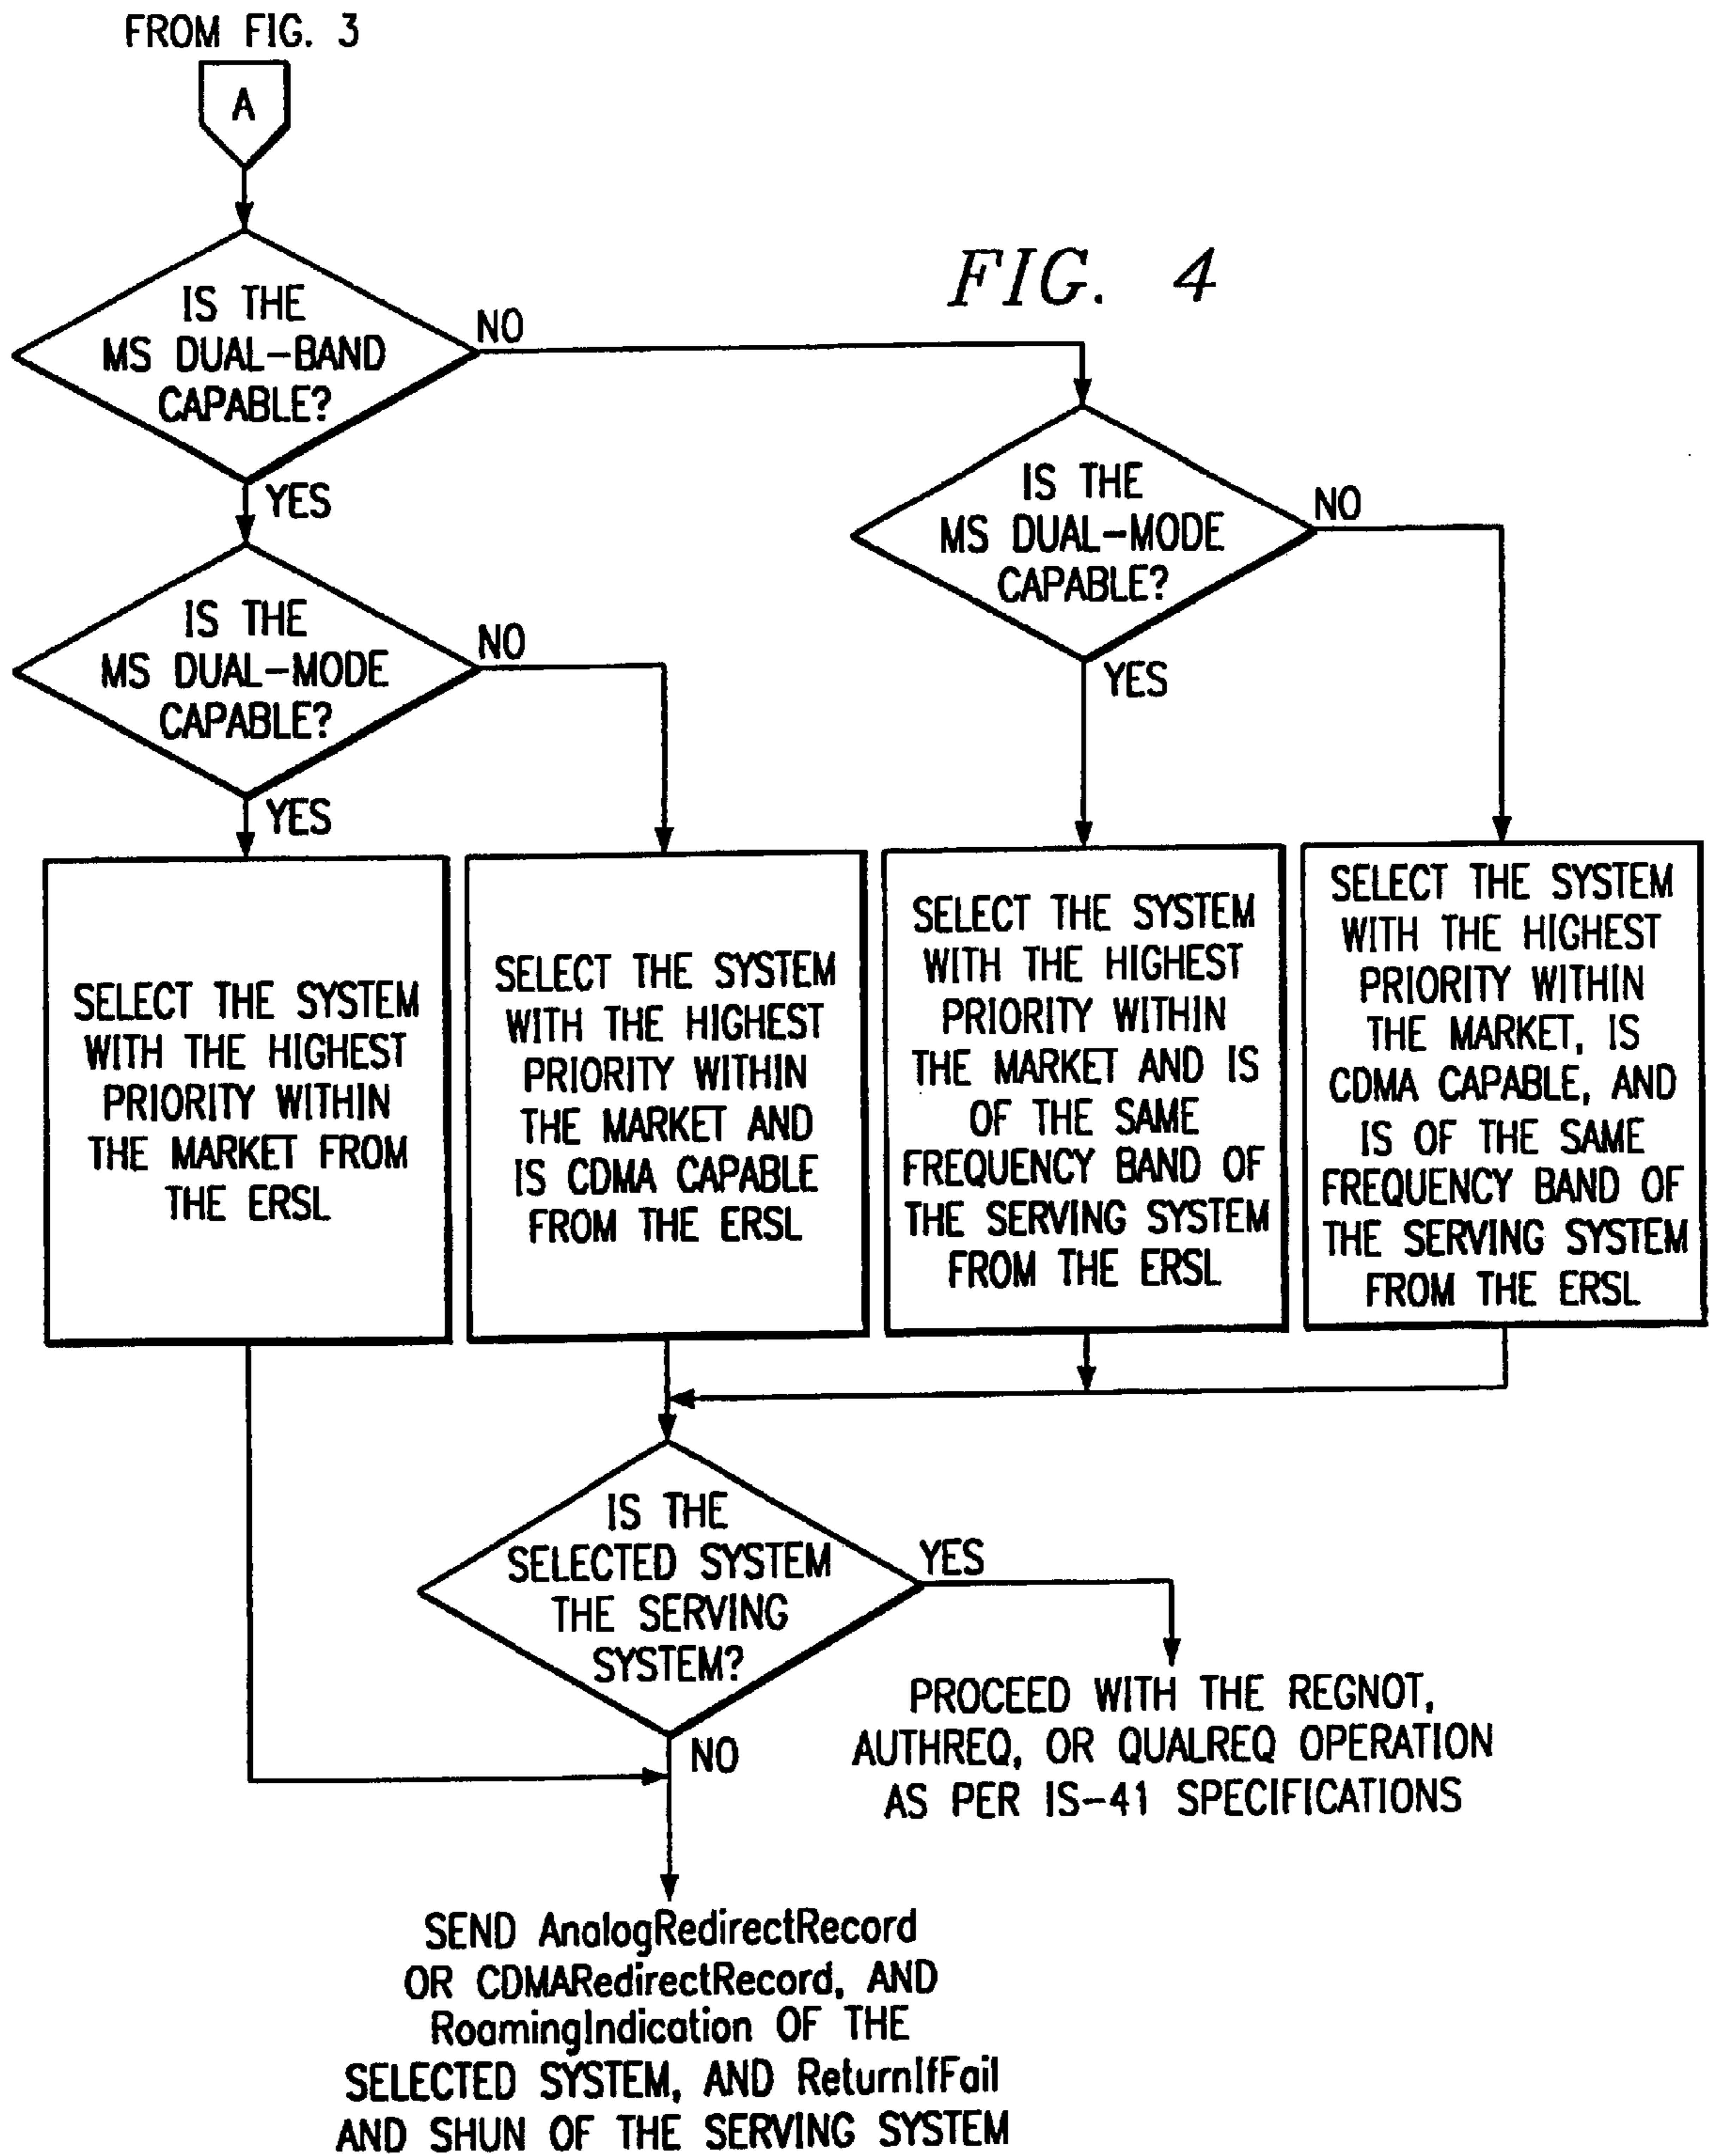 FROM FIG. 3
A
FIG. 4
IS THE
MS DUAL-BAND
CAPABLE?
NO
YES
IS THE
MS DUAL-MODE
CAPABLE?
NO
YES
IS THE
MS DUAL-MODE
CAPABLE?
NO
YES
SELECT THE SYSTEM
WITH THE HIGHEST
PRIORITY WITHIN
THE MARKET FROM
THE ERSL
SELECT THE SYSTEM
WITH THE HIGHEST
PRIORITY WITHIN
THE MARKET AND
IS CDMA CAPABLE
FROM THE ERSL
SELECT THE SYSTEM
WITH THE HIGHEST
PRIORITY WITHIN
THE MARKET AND IS
OF THE SAME
FREQUENCY BAND OF
THE SERVING SYSTEM
FROM THE ERSL
SELECT THE SYSTEM
WITH THE HIGHEST
PRIORITY WITHIN
THE MARKET, IS
CDMA CAPABLE, AND
IS OF THE SAME
FREQUENCY BAND OF
THE SERVING SYSTEM
FROM THE ERSL
IS THE
SELECTED SYSTEM
THE SERVING
SYSTEM?
YES
NO
PROCEED WITH THE REGNOT,
AUTHREQ, OR QUALREQ OPERATION
AS PER IS-41 SPECIFICATIONS
SEND AnalogRedirectRecord
OR CDMARedirectRecord, AND
RoamingIndication OF THE
SELECTED SYSTEM, AND ReturnIfFail
AND SHUN OF THE SERVING SYSTEM